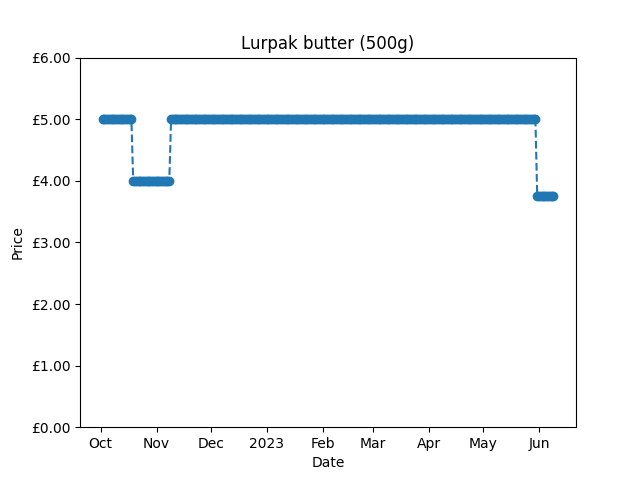 Lurpak butter (500g)
£6.00
£5.00
£4.00
£3.00
£2.00
£1.00
£0.00
Price
Oct Nov Dec 2023 Feb Mar Apr May Jun
Date